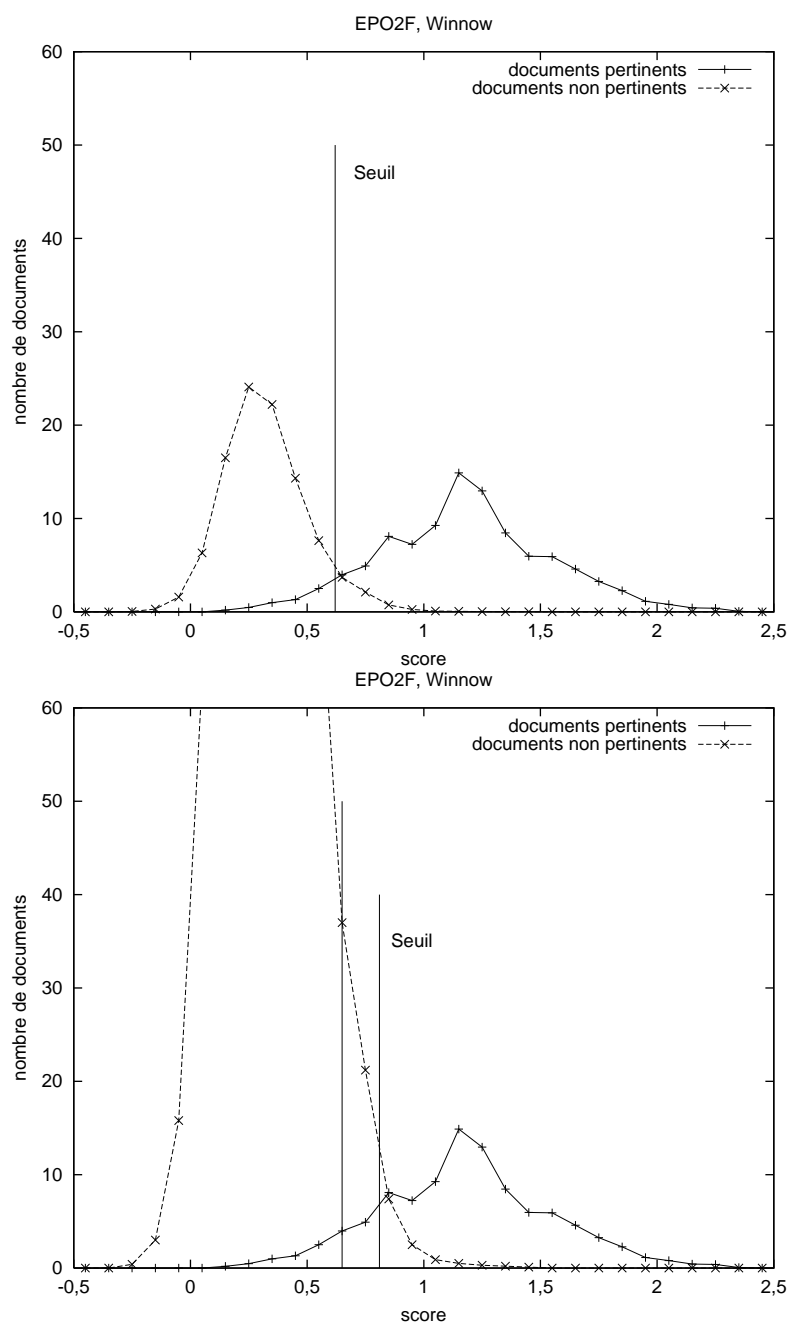 EPO2F, Winnow
60
documents pertinents
documents non pertinents
50
Seuil
40
nombre de documents
30
20
10
0
-0,5 0 0,5 1 1,5 2 2,5
score
EPO2F, Winnow
60
documents pertinents
documents non pertinents
50
40
Seuil
nombre de documents
30
20
10
0
-0,5 0 0,5 1 1,5 2 2,5
score